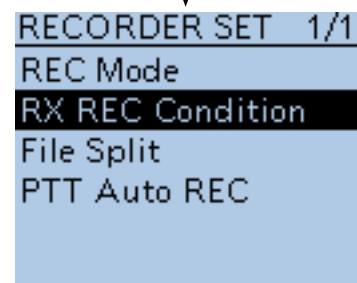 RECORDER SET 1/1
REC Mode
RX REC Condition
File Split
PTT Auto REC